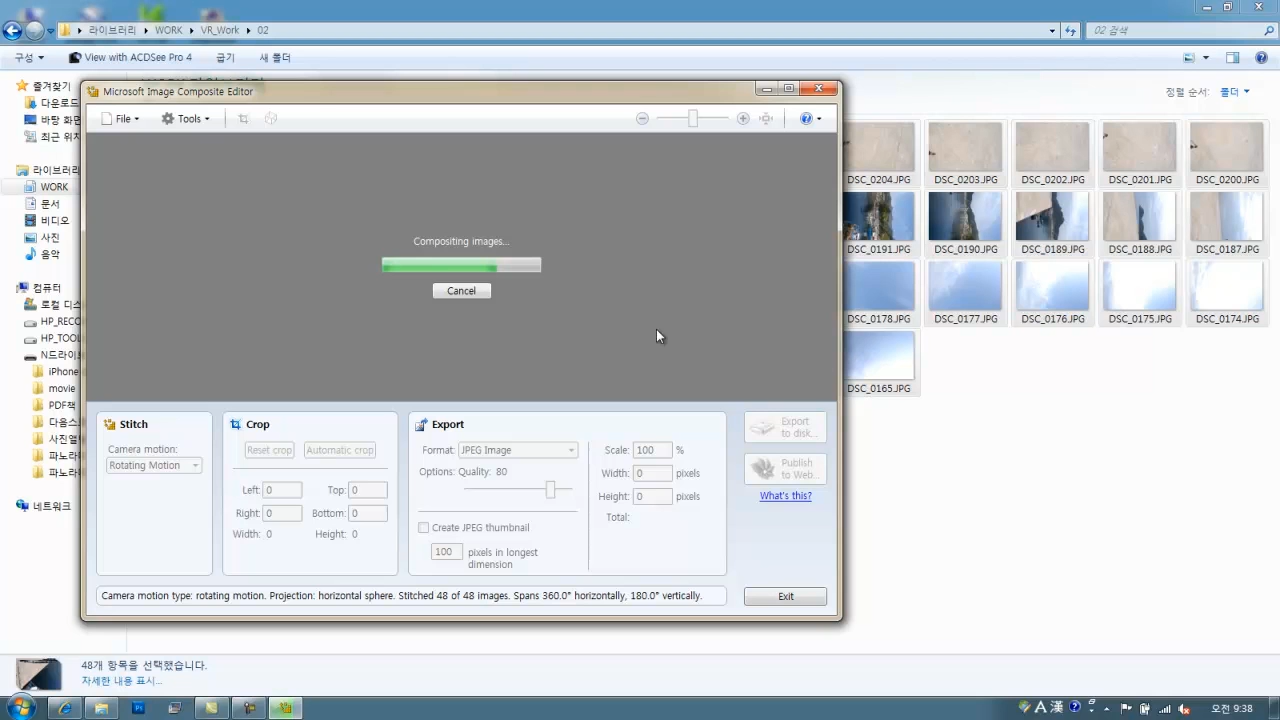 라이브러리 WORK VR_Work 02
02 검색
구성 View with ACDSee Pro 4 굽기 새 폴더
정렬 순서: 폴더
즐겨찾기
다운로드
바탕 화면
최근 위치
라이브러리
WORK
문서
비디오
사진
음악
컴퓨터
로컬 디스
HP_RECO
HP_TOOL
N드라이브
iPhone
movie
PDF책
다음스
사진앨
파노라
파노라
네트워크
Microsoft Image Composite Editor
File Tools
Compositing images...
Cancel
Stitch
Camera motion:
Rotating Motion
Crop
Reset crop Automatic crop
Left: 0 Top: 0
Right: 0 Bottom: 0
Width: 0 Height: 0
Export
Format: JPEG Image
Options: Quality: 80
Create JPEG thumbnail
100 pixels in longest
dimension
Scale: 100 %
Width: 0 pixels
Height: 0 pixels
Total:
Export
to disk...
Publish
to Web...
What's this?
Camera motion type: rotating motion. Projection: horizontal sphere. Stitched 48 of 48 images. Spans 360.0° horizontally, 180.0° vertically.
Exit
DSC_0204.JPG DSC_0203.JPG DSC_0202.JPG DSC_0201.JPG DSC_0200.JPG
DSC_0191.JPG DSC_0190.JPG DSC_0189.JPG DSC_0188.JPG DSC_0187.JPG
DSC_0178.JPG DSC_0177.JPG DSC_0176.JPG DSC_0175.JPG DSC_0174.JPG
DSC_0165.JPG
48개 항목을 선택했습니다.
자세한 내용 표시...
A 漢
오전 9:38